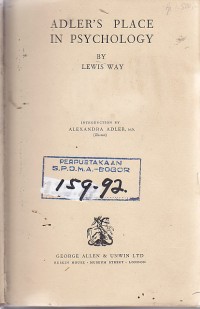 ADLER'S PLACE
IN PSYCHOLOGY
BY
LEWIS WAY
INTRODUCTION BY
ALEXANDRA ADLER, M.D.
PERPUSTAKAAN
S.P.D.M.A.-BOGOR
159-92.
GEORGE ALLEN & UNWIN LTD
RUSKIN HOUSE · MUSEUM STREET · LONDON